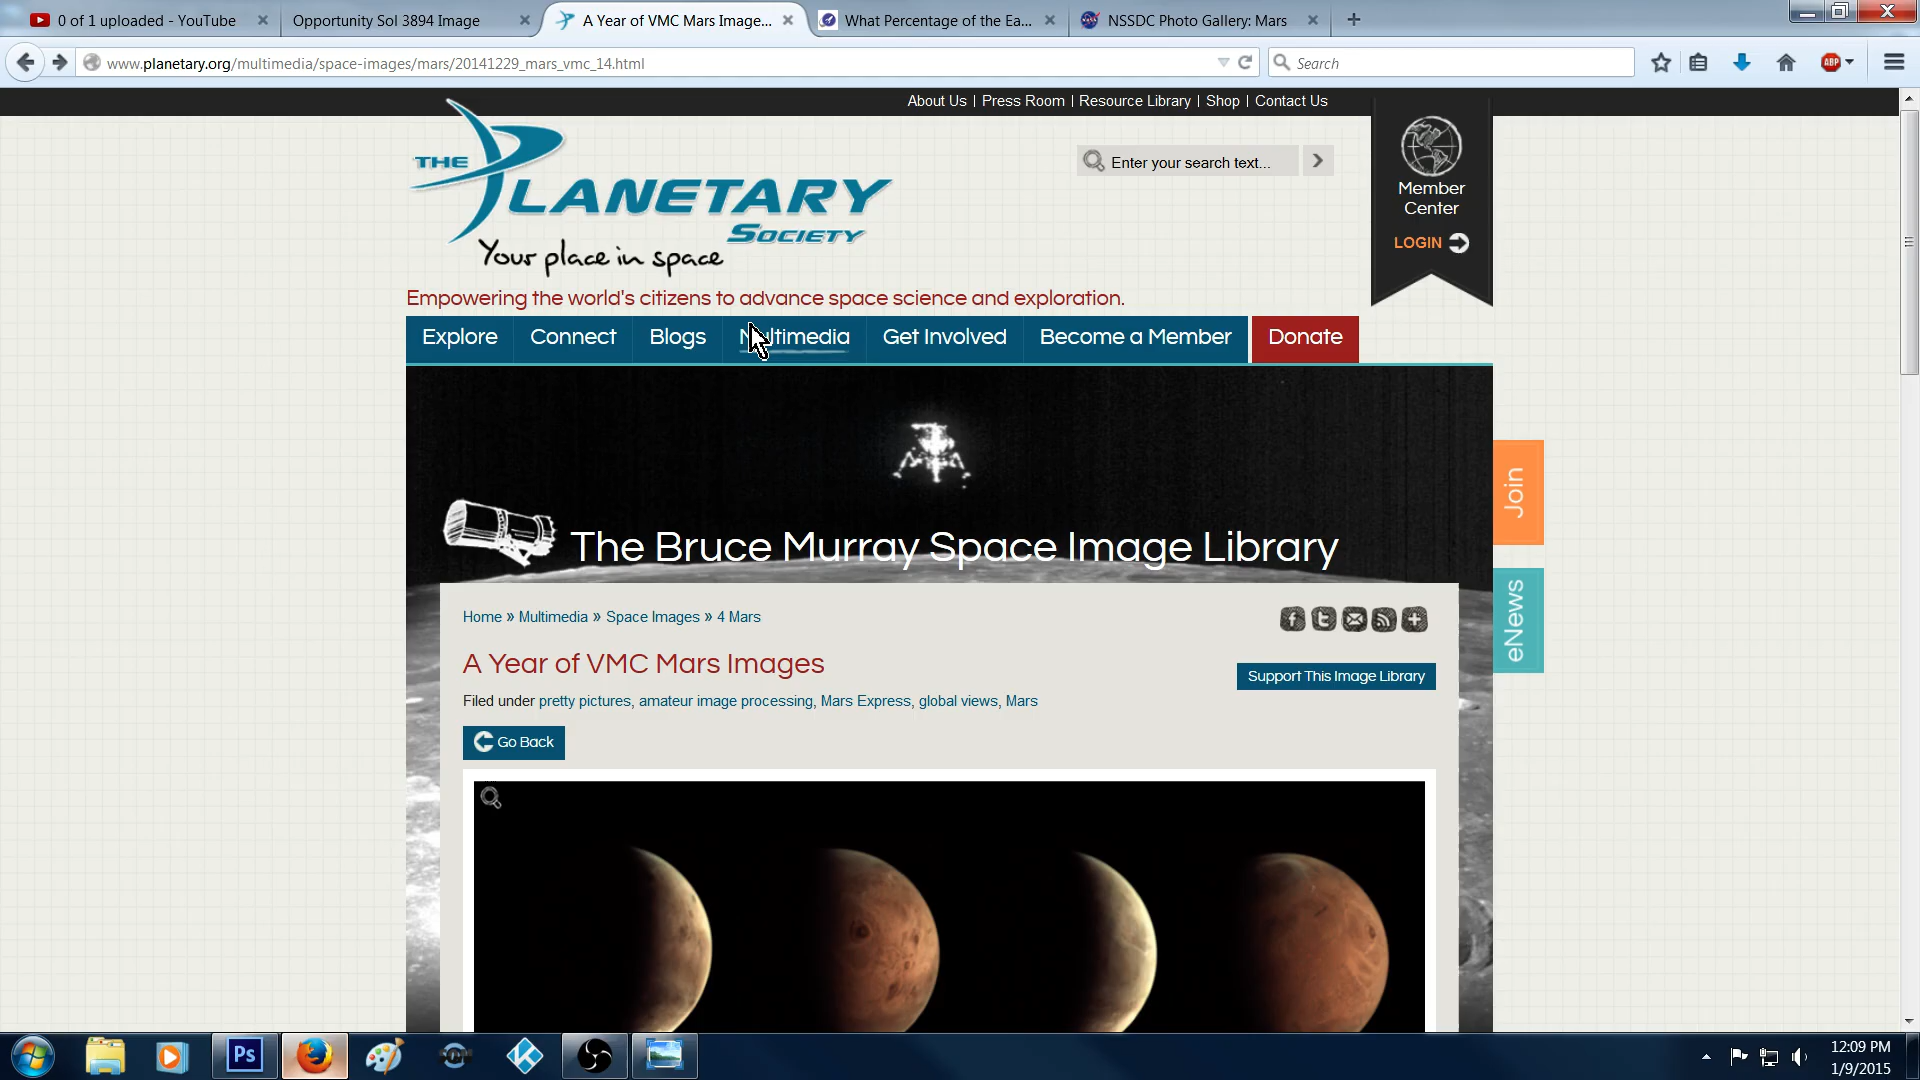 0 of 1 uploaded - YouTube
Opportunity Sol 3894 Image
A Year of VMC Mars Image...
What Percentage of the Ea...
NSSDC Photo Gallery: Mars
www.planetary.org/multimedia/space-images/mars/20141229_mars_vmc_14.html
Search
ABP
About Us | Press Room | Resource Library | Shop | Contact Us
THE PLANETARY SOCIETY
Your place in space
Enter your search text...
Member Center
LOGIN
Empowering the world's citizens to advance space science and exploration.
Explore Connect Blogs Multimedia Get Involved Become a Member Donate
Join
eNews
The Bruce Murray Space Image Library
Home » Multimedia » Space Images » 4 Mars
A Year of VMC Mars Images
Support This Image Library
Filed under pretty pictures, amateur image processing, Mars Express, global views, Mars
Go Back
Ps
12:09 PM
1/9/2015